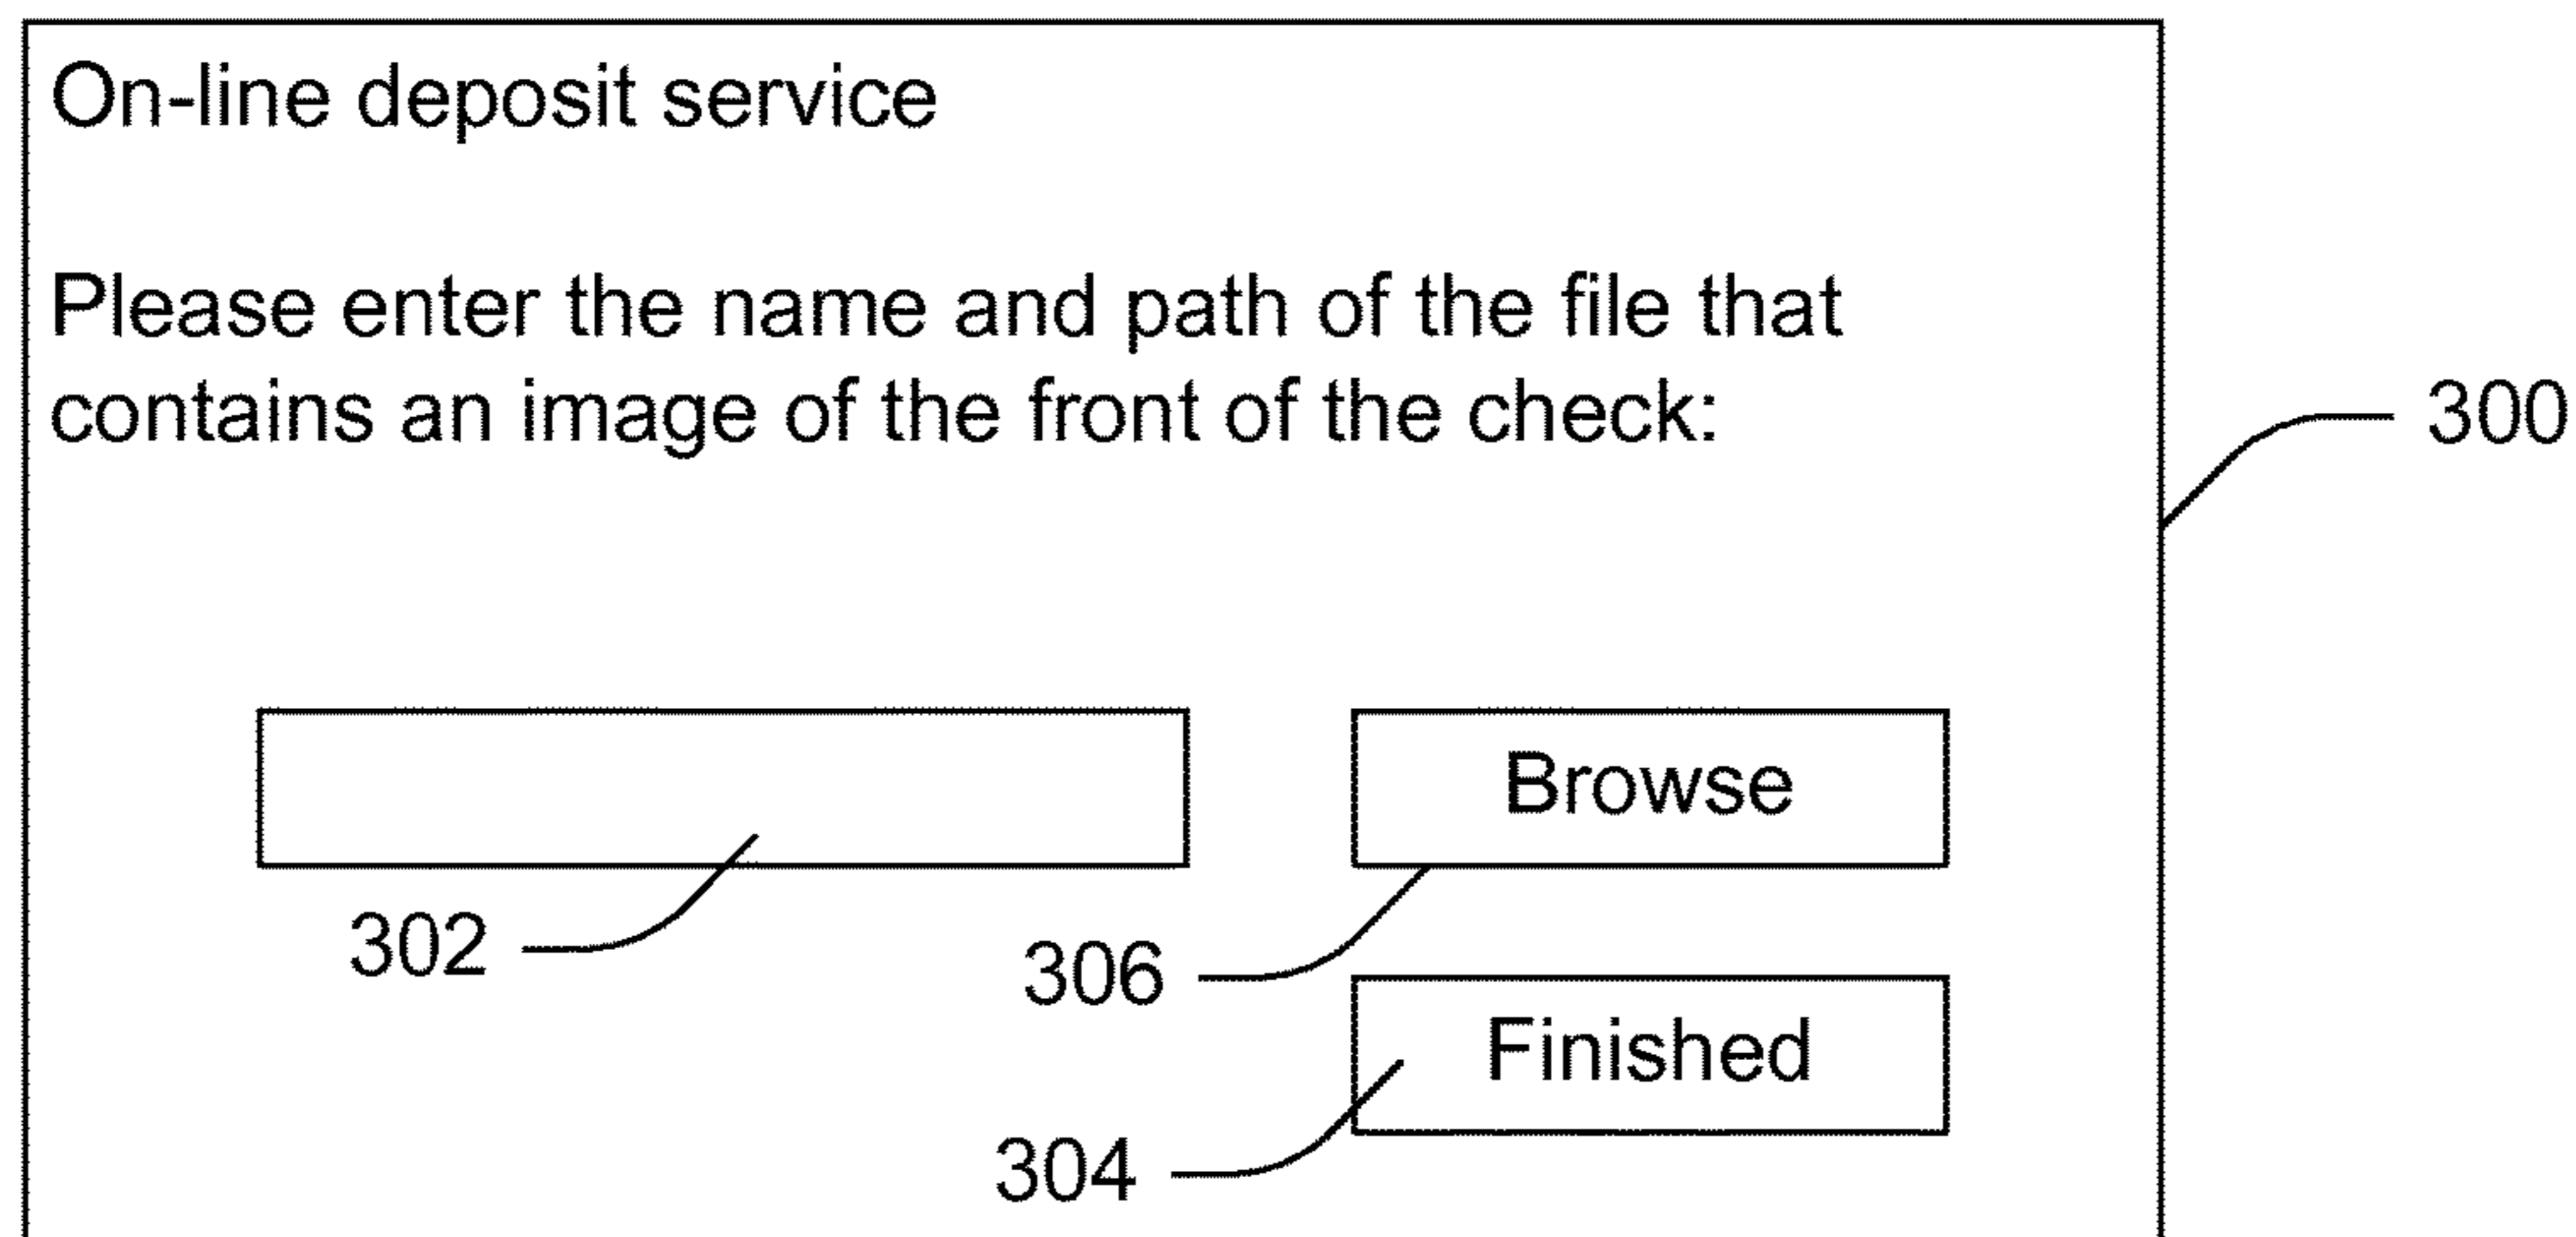 On-line deposit service
Please enter the name and path of the file that
contains an image of the front of the check:
300
Browse
302
306
Finished
304